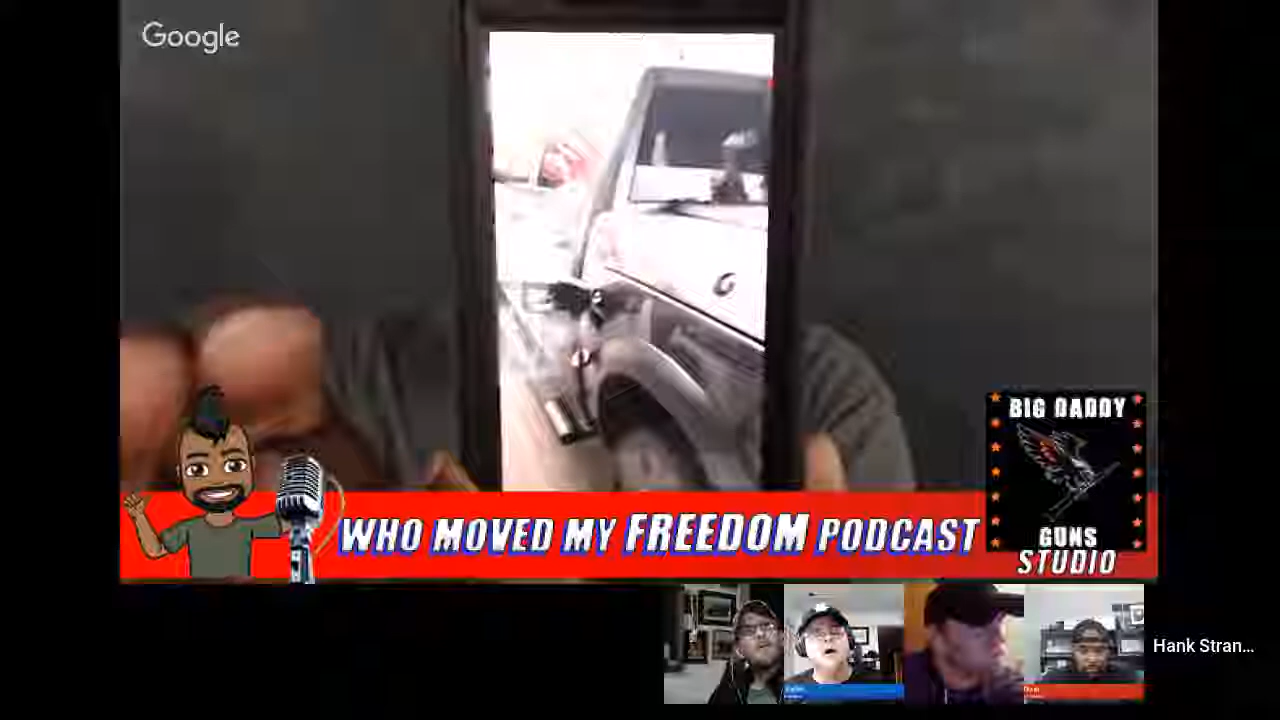 Google
BIG DADDY
GUNS
STUDIO
WHO MOVED MY FREEDOM PODCAST
Hank Stran...